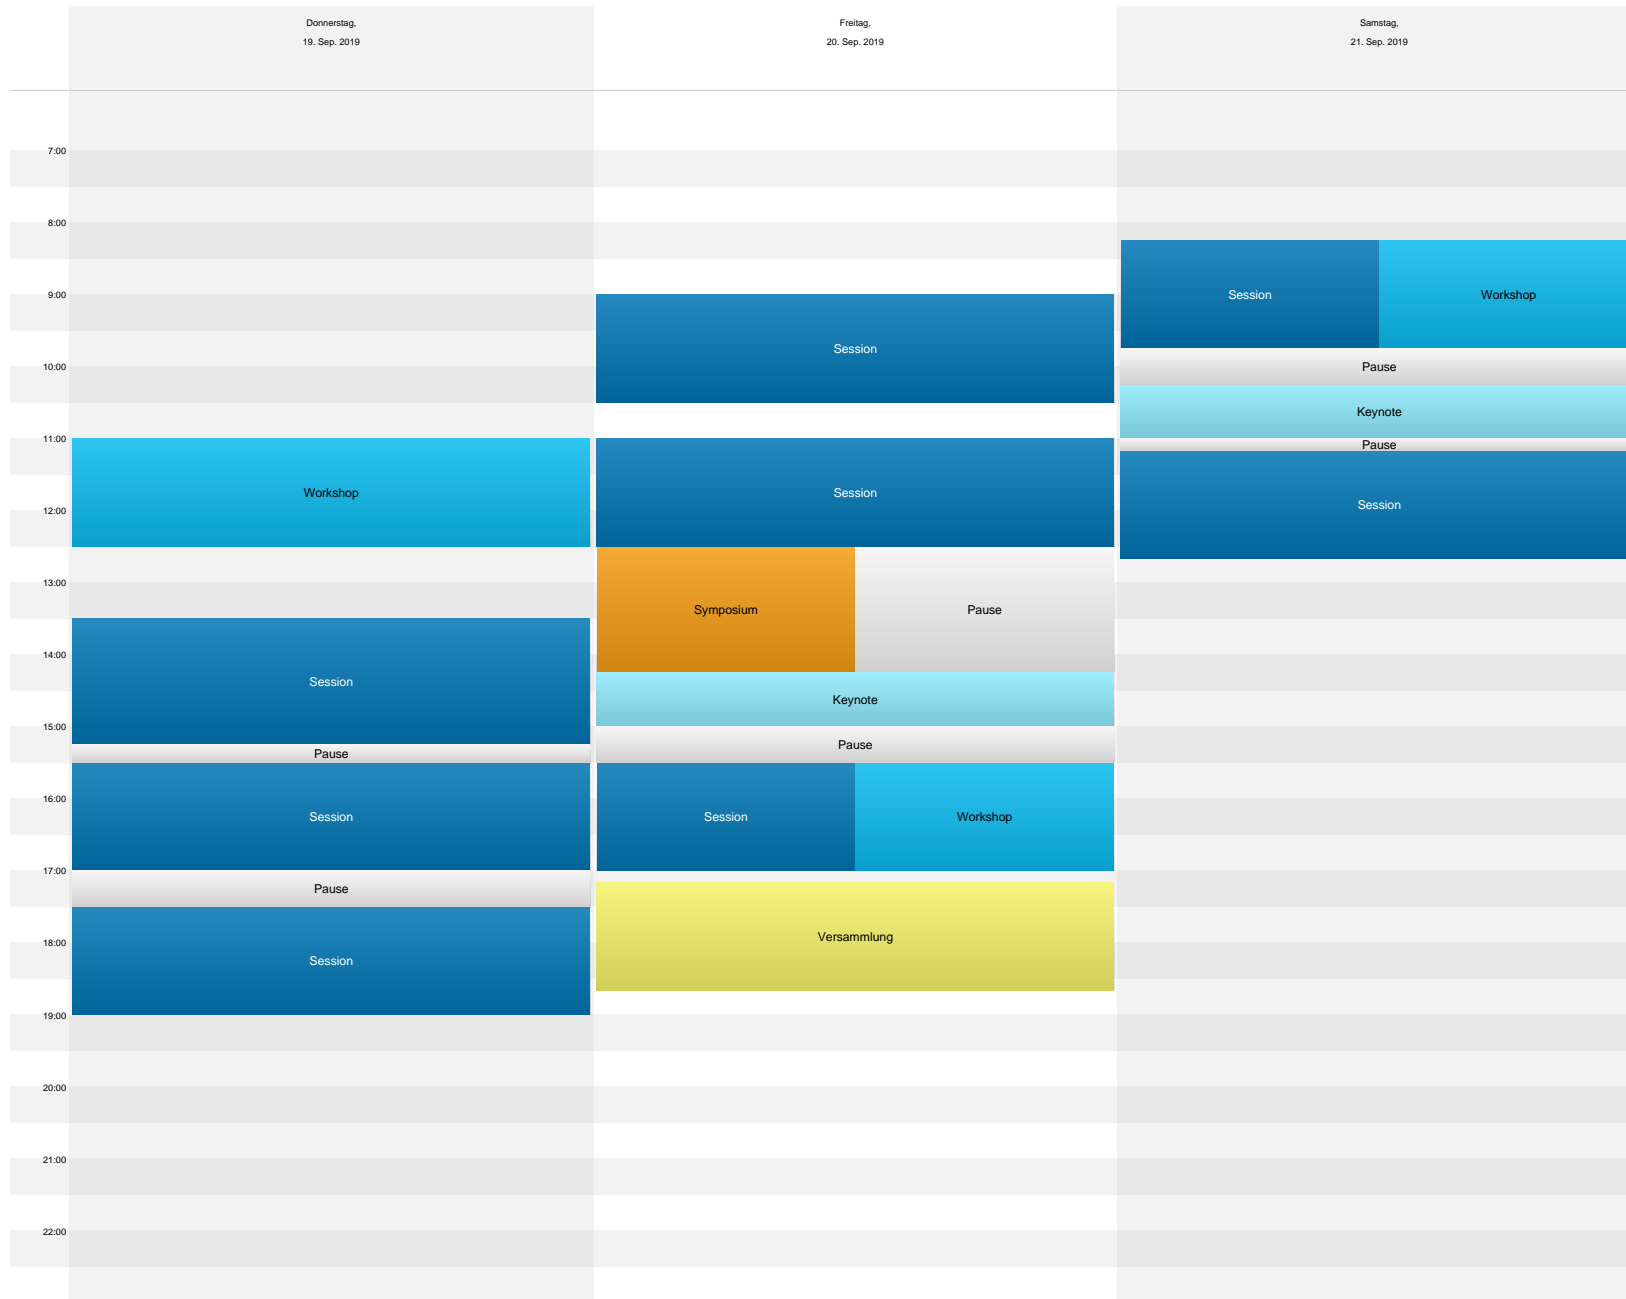 Donnerstag,
19. Sep. 2019
Freitag,
20. Sep. 2019
Samstag,
21. Sep. 2019
7:00
8:00
9:00
10:00
11:00
12:00
13:00
14:00
15:00
16:00
17:00
18:00
19:00
20:00
21:00
22:00
Workshop
Session
Pause
Session
Pause
Session
Session
Session
Symposium
Pause
Keynote
Pause
Session
Workshop
Versammlung
Session
Workshop
Pause
Keynote
Pause
Session